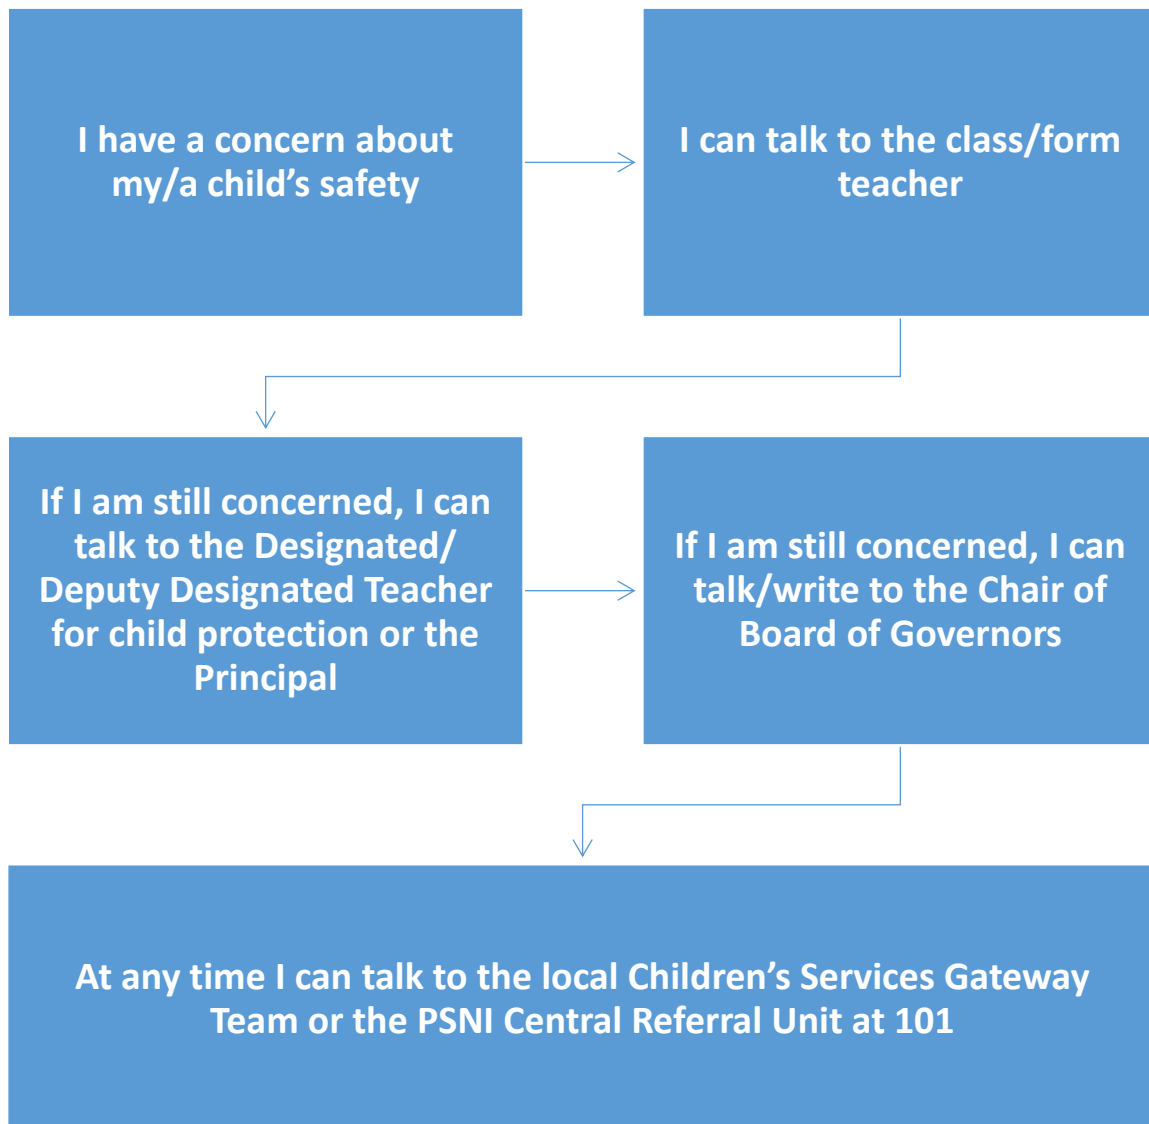 I have a concern about
my/a child’s safety
I can talk to the class/form
teacher
If I am still concerned, I can
talk to the Designated/
Deputy Designated Teacher
for child protection or the
Principal
If I am still concerned, I can
talk/write to the Chair of
Board of Governors
At any time I can talk to the local Children’s Services Gateway
Team or the PSNI Central Referral Unit at 101